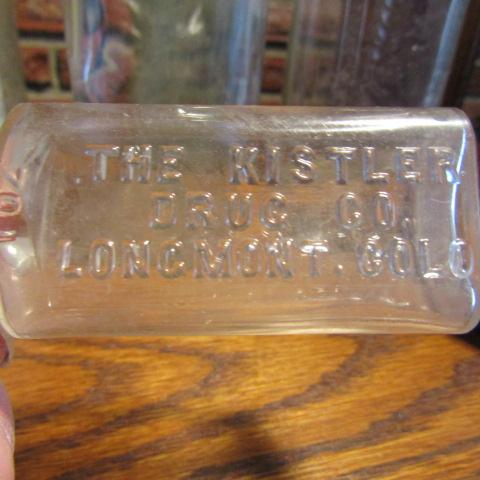 THE KISTLER
DRUG CO.
LONGMONT. COLO